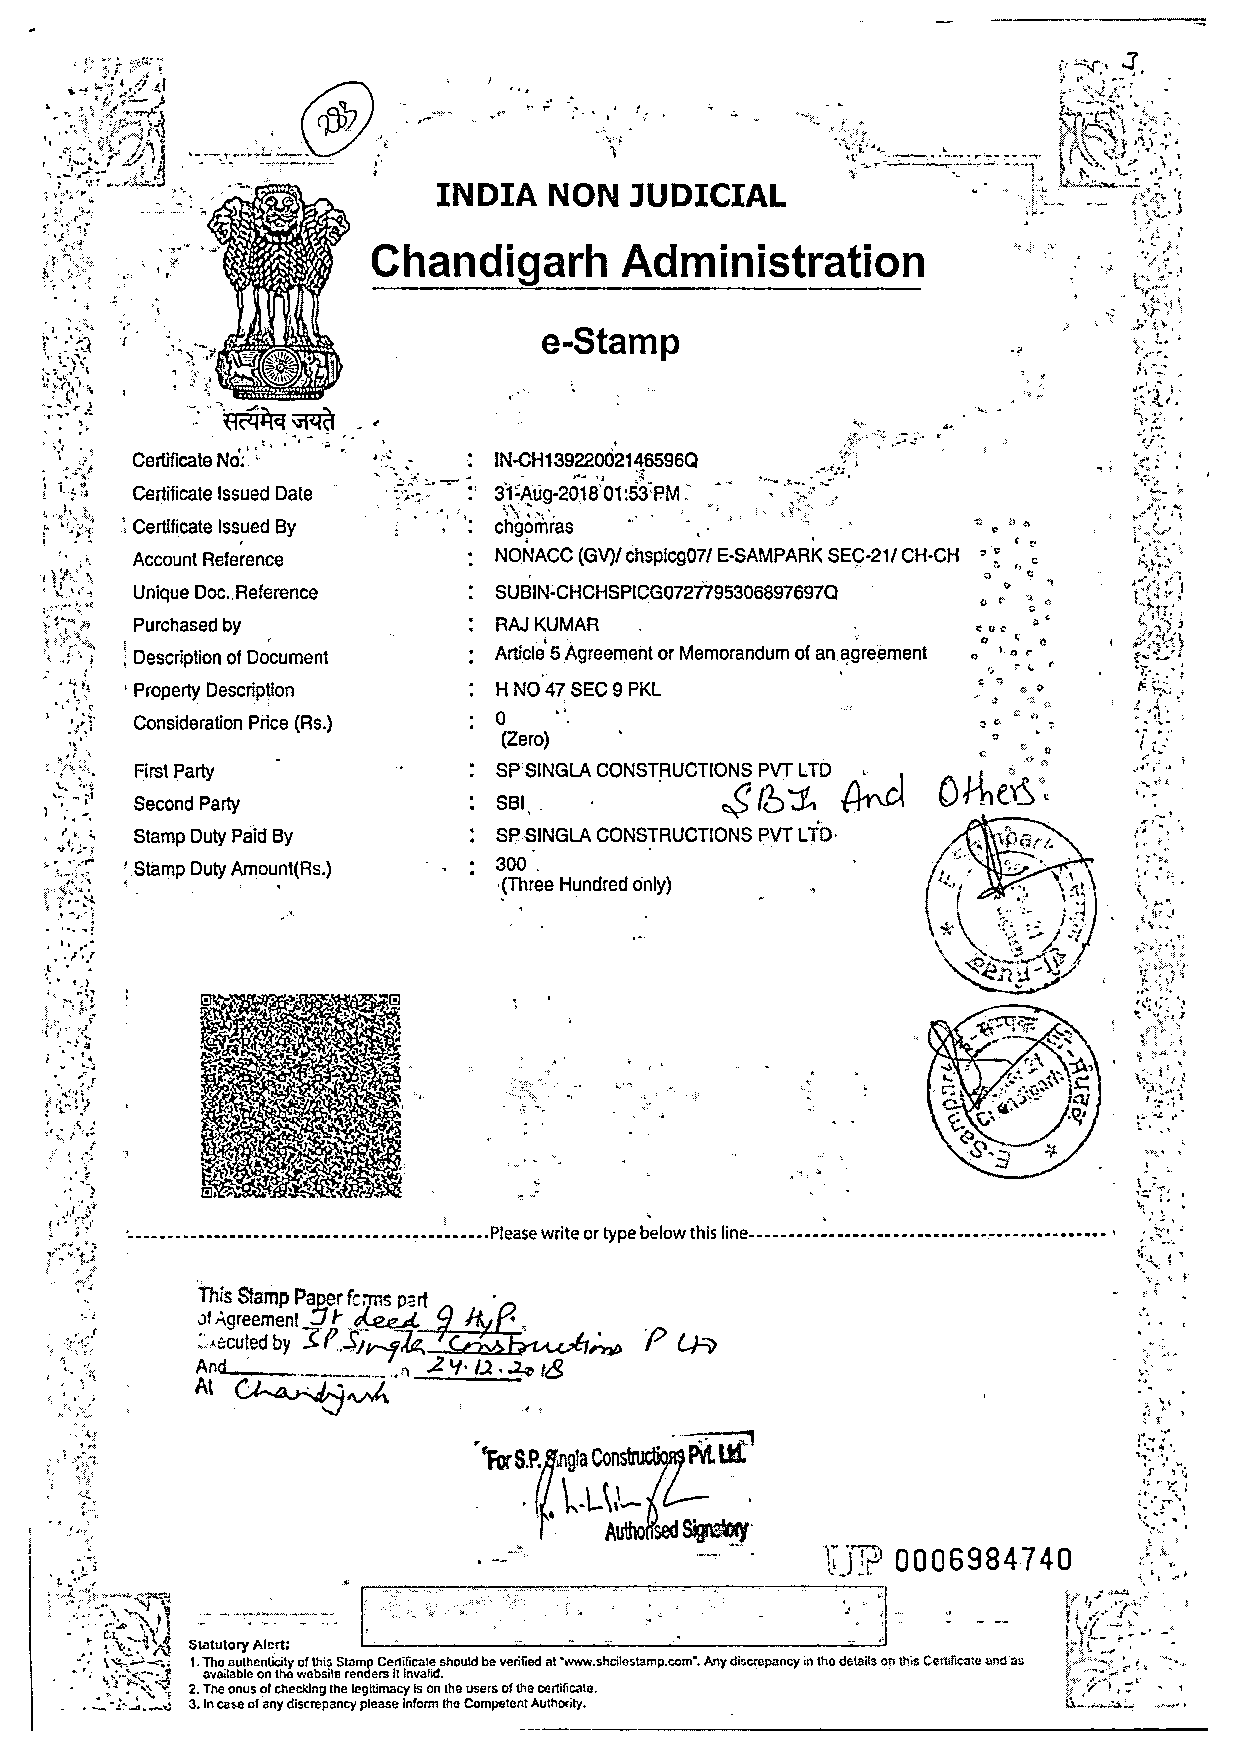 3
INDIA NON JUDICIAL
Chandigarh Administration
e-Stamp
सत्यमेव जयते
Certificate No. : IN-CH13922002146596Q
Certificate Issued Date : 31-Aug-2018 01:53 PM
Certificate Issued By : chgomras
Account Reference : NONACC (GV)/ chspicg07/ E-SAMPARK SEC-21/ CH-CH
Unique Doc. Reference : SUBIN-CHCHSPICG0727795306897697Q
Purchased by : RAJ KUMAR
Description of Document : Article 5 Agreement or Memorandum of an agreement
Property Description : H NO 47 SEC 9 PKL
Consideration Price (Rs.) : 0
(Zero)
First Party : SP SINGLA CONSTRUCTIONS PVT LTD
Second Party : SBI SBI And Others
Stamp Duty Paid By : SP SINGLA CONSTRUCTIONS PVT LTD
Stamp Duty Amount(Rs.) : 300
(Three Hundred only)
Please write or type below this line
This Stamp Paper forms part
of Agreement Jt deed of Hyp.
Executed by SP Singla Constructions P Ltd
And 24.12.2018
At Chandigarh
For S.P. Singla Constructions Pvt. Ltd.
Authorised Signatory
UP 0006984740
Statutory Alert:
1. The authenticity of this Stamp Certificate should be verified at "www.shcilestamp.com". Any discrepancy in the details on this Certificate and as
available on the website renders it invalid.
2. The onus of checking the legitimacy is on the users of the certificate.
3. In case of any discrepancy please inform the Competent Authority.